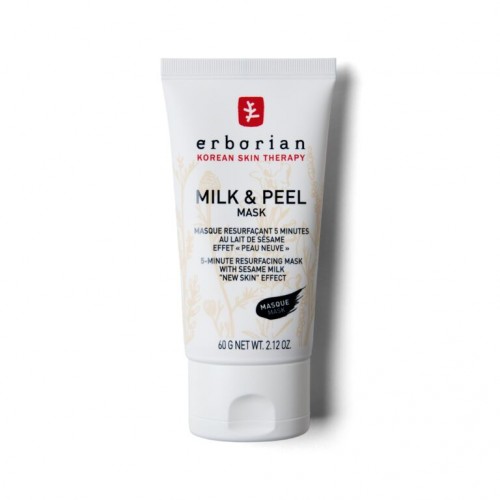 erborian
KOREAN SKIN THERAPY
MILK & PEEL
MASK
MASQUE RESURFAÇANT 5 MINUTES
AU LAIT DE SÉSAME
EFFET « PEAU NEUVE »
5-MINUTE RESURFACING MASK
WITH SESAME MILK
"NEW SKIN" EFFECT
MASQUE
MASK
60 G NET WT. 2.12 OZ.